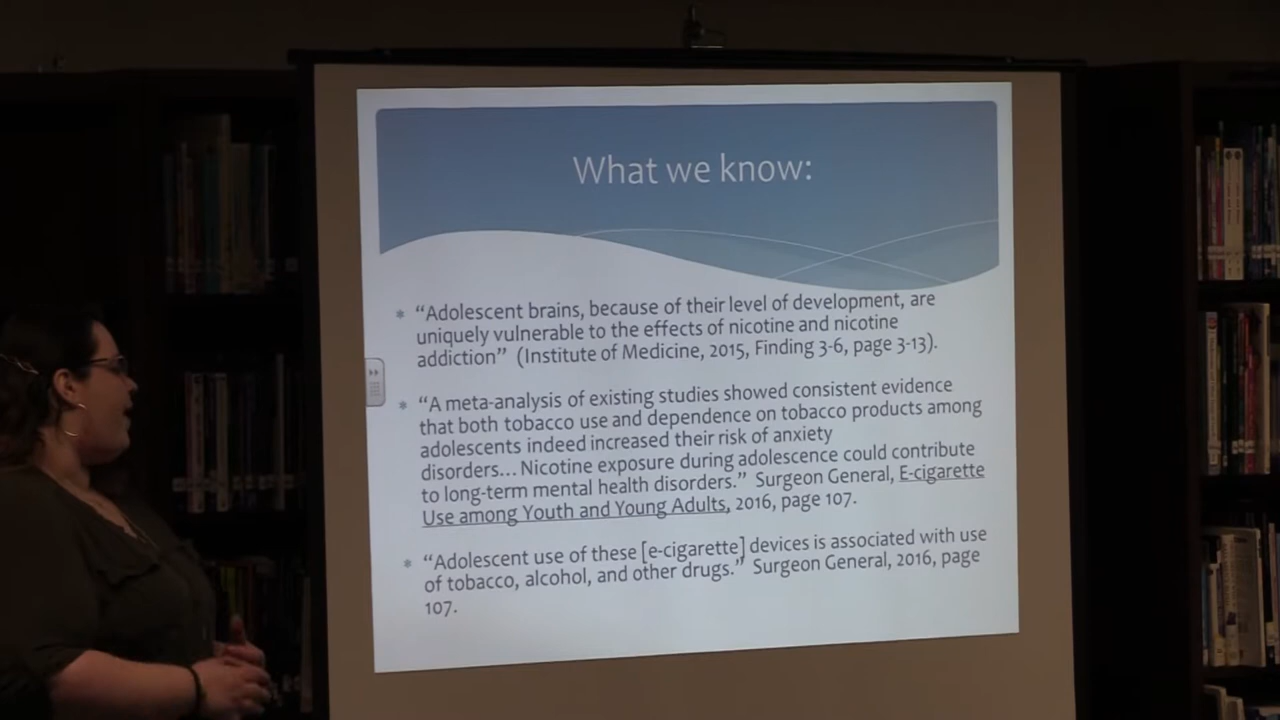 What we know:
“Adolescent brains, because of their level of development, are
uniquely vulnerable to the effects of nicotine and nicotine
addiction” (Institute of Medicine, 2015, Finding 3-6, page 3-13).
“A meta-analysis of existing studies showed consistent evidence
that both tobacco use and dependence on tobacco products among
adolescents indeed increased their risk of anxiety
disorders... Nicotine exposure during adolescence could contribute
to long-term mental health disorders.” Surgeon General, E-cigarette
Use among Youth and Young Adults, 2016, page 107.
“Adolescent use of these [e-cigarette] devices is associated with use
of tobacco, alcohol, and other drugs.” Surgeon General, 2016, page
107.